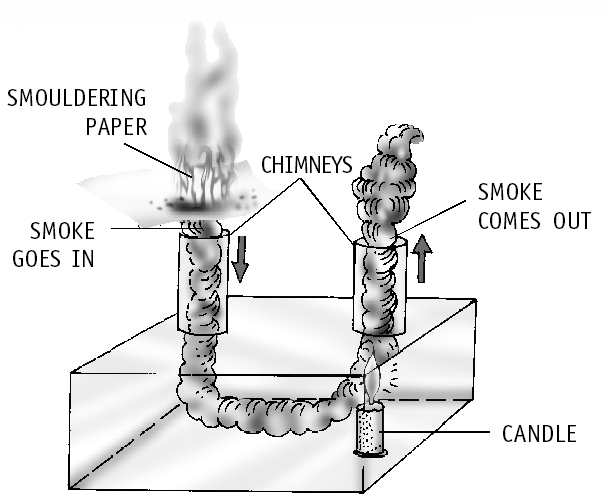 SMOULDERING
PAPER
CHIMNEYS
SMOKE
COMES OUT
SMOKE
GOES IN
CANDLE